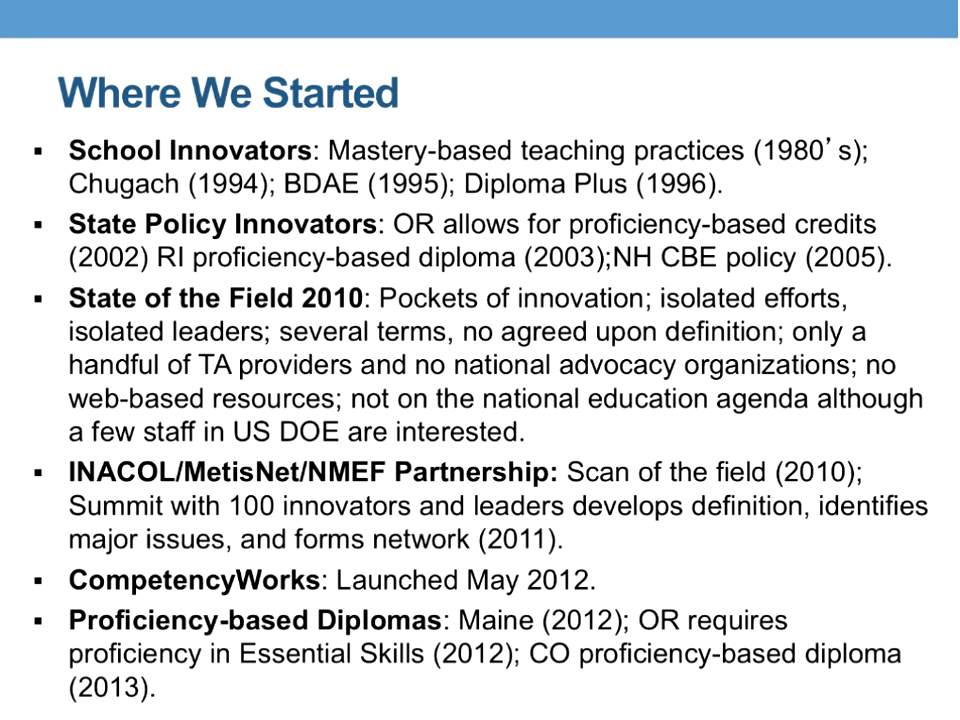 Where We Started
▪ School Innovators: Mastery-based teaching practices (1980’s);
Chugach (1994); BDAE (1995); Diploma Plus (1996).
▪ State Policy Innovators: OR allows for proficiency-based credits
(2002) RI proficiency-based diploma (2003);NH CBE policy (2005).
▪ State of the Field 2010: Pockets of innovation; isolated efforts,
isolated leaders; several terms, no agreed upon definition; only a
handful of TA providers and no national advocacy organizations; no
web-based resources; not on the national education agenda although
a few staff in US DOE are interested.
▪ INACOL/MetisNet/NMEF Partnership: Scan of the field (2010);
Summit with 100 innovators and leaders develops definition, identifies
major issues, and forms network (2011).
▪ CompetencyWorks: Launched May 2012.
▪ Proficiency-based Diplomas: Maine (2012); OR requires
proficiency in Essential Skills (2012); CO proficiency-based diploma
(2013).